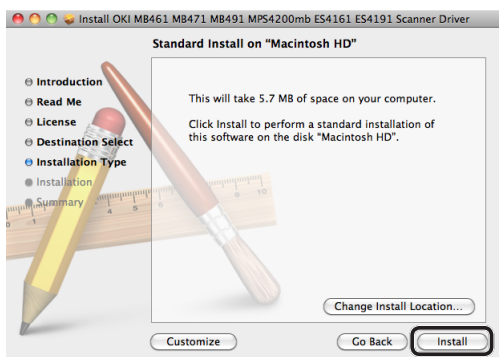 Install OKI MB461 MB471 MB491 MPS4200mb ES4161 ES4191 Scanner Driver
Standard Install on "Macintosh HD"
Introduction
Read Me
License
Destination Select
Installation Type
Installation
Summary
This will take 5.7 MB of space on your computer.
Click Install to perform a standard installation of
this software on the disk "Macintosh HD".
Change Install Location...
Customize
Go Back
Install